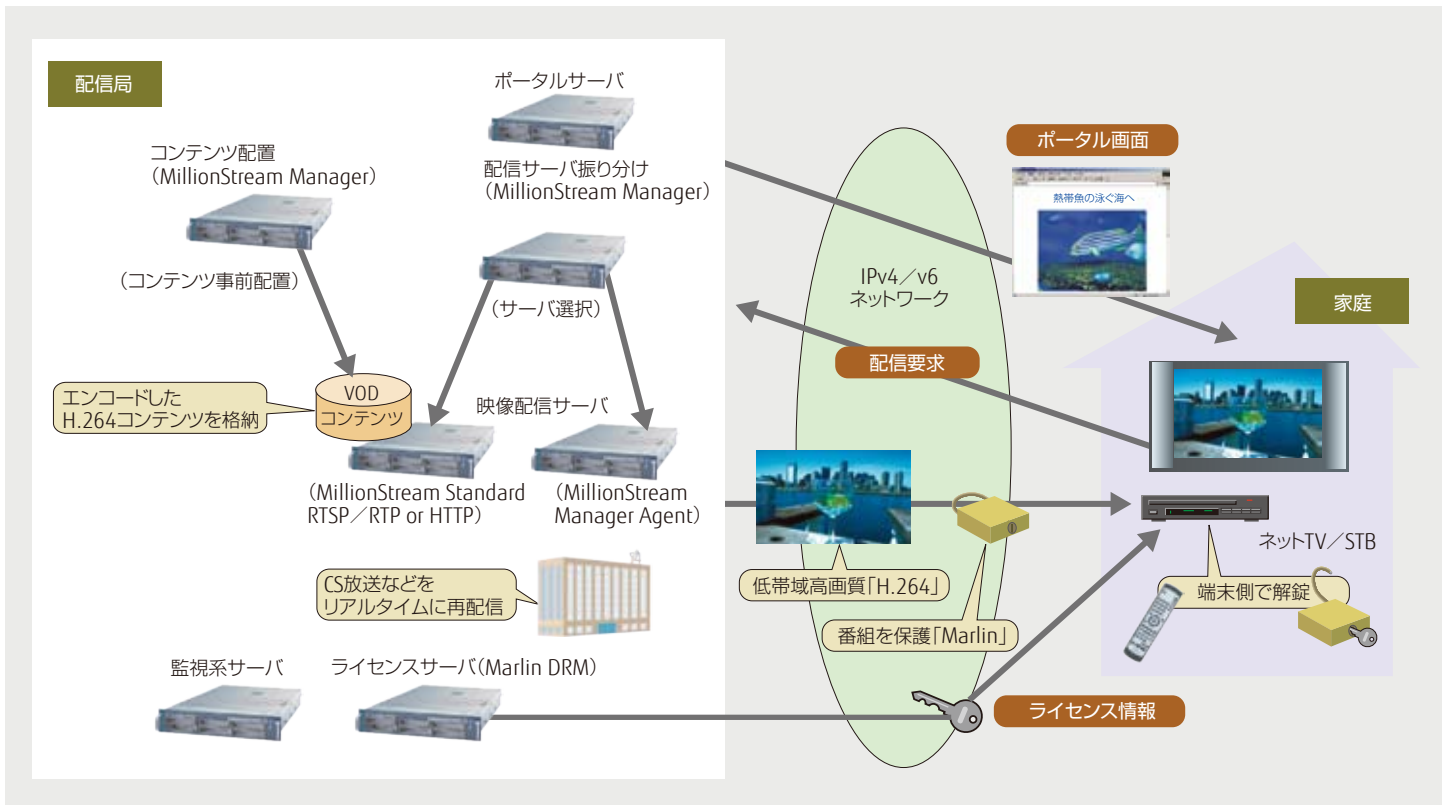 配信局
ポータルサーバ
コンテンツ配置
（MillionStream Manager）
配信サーバ振り分け
（MillionStream Manager）
（コンテンツ事前配置）
（サーバ選択）
エンコードした
H.264コンテンツを格納
VOD
コンテンツ
映像配信サーバ
（MillionStream Standard
RTSP／RTP or HTTP）
（MillionStream
Manager Agent）
CS放送などを
リアルタイムに再配信
監視系サーバ
ライセンスサーバ（Marlin DRM）
IPv4／v6
ネットワーク
ポータル画面
熱帯魚の泳ぐ海へ
配信要求
低帯域高画質「H.264」
番組を保護「Marlin」
ライセンス情報
家庭
ネットTV／STB
端末側で解錠